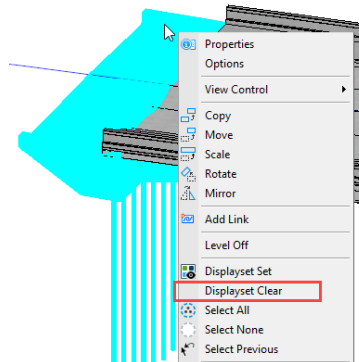 Properties
Options
View Control
Copy
Move
Scale
Rotate
Mirror
Add Link
Level Off
Displayset Set
Displayset Clear
Select All
Select None
Select Previous